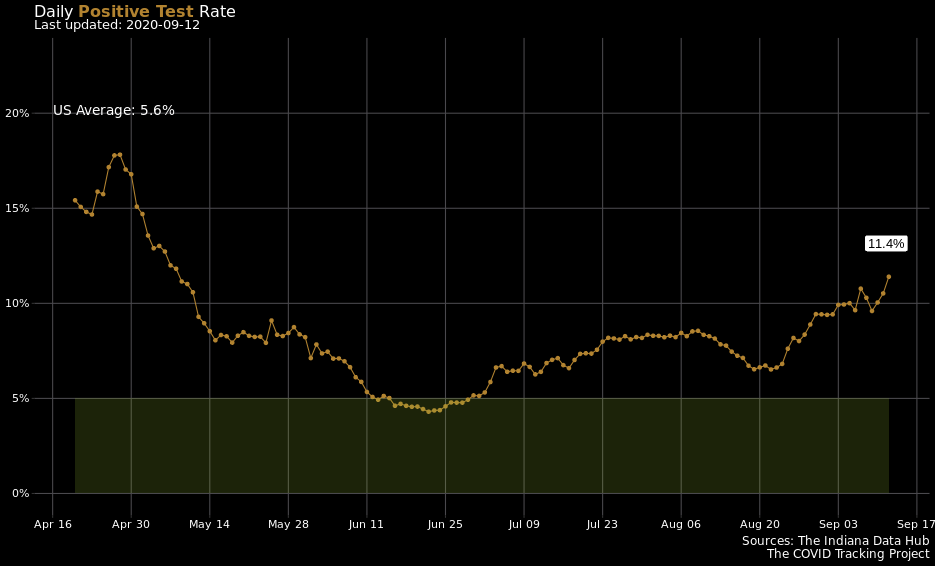 Daily Positive Test Rate
Last updated: 2020-09-12
US Average: 5.6%
20%
15%
11.4%
10%
5%
0%
Apr 16 Apr 30 May 14 May 28 Jun 11 Jun 25 Jul 09 Jul 23 Aug 06 Aug 20 Sep 03 Sep 17
Sources: The Indiana Data Hub
The COVID Tracking Project